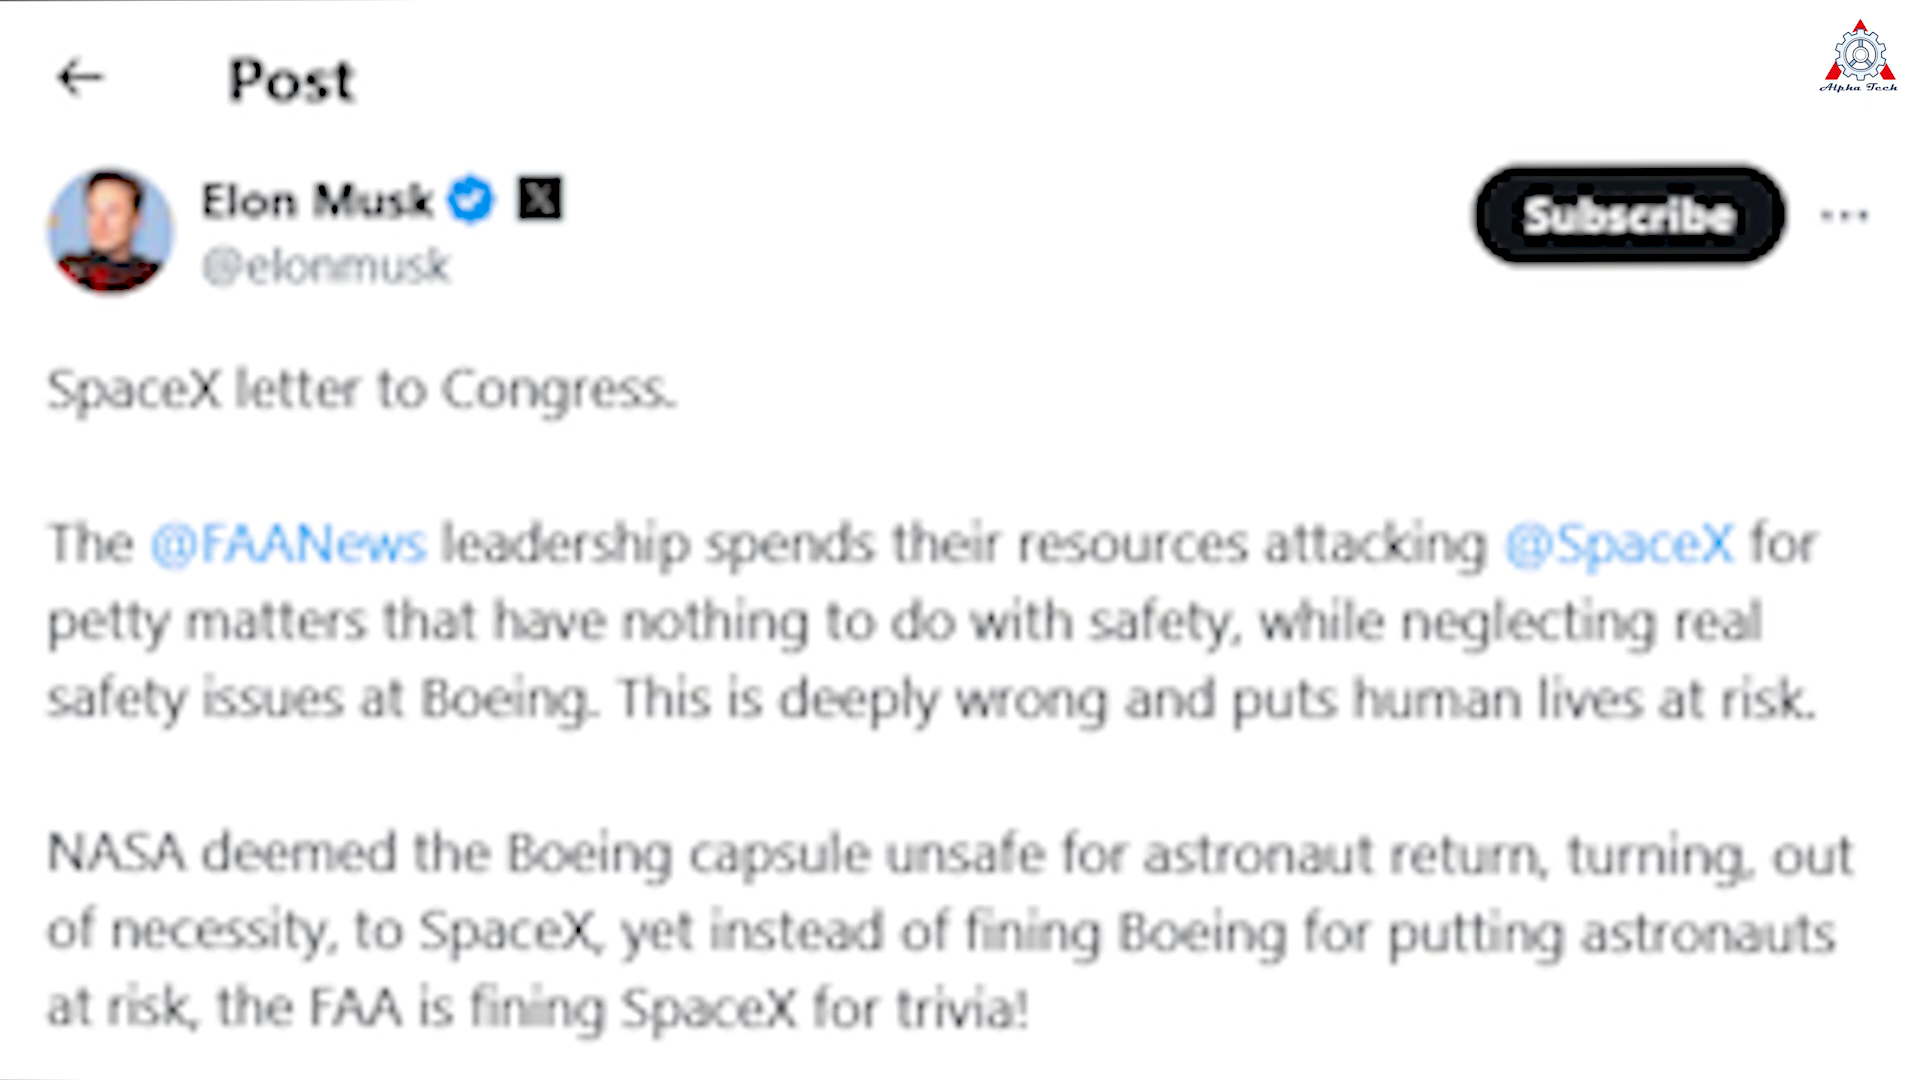 Post
Alpha Tech
Elon Musk
@elonmusk
Subscribe
SpaceX letter to Congress.
The @FAANews leadership spends their resources attacking @SpaceX for
petty matters that have nothing to do with safety, while neglecting real
safety issues at Boeing. This is deeply wrong and puts human lives at risk.
NASA deemed the Boeing capsule unsafe for astronaut return, turning, out
of necessity, to SpaceX, yet instead of fining Boeing for putting astronauts
at risk, the FAA is fining SpaceX for trivia!